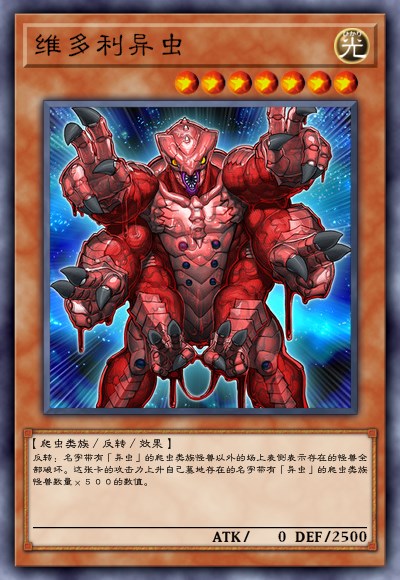 维多利异虫
光
【爬虫类族／反转／效果】
反转：名字带有「异虫」的爬虫类族怪兽以外的场上表侧表示存在的怪兽全
部破坏。这张卡的攻击力上升自己墓地存在的名字带有「异虫」的爬虫类族
怪兽数量×５００的数值。
ATK/ 0 DEF/2500